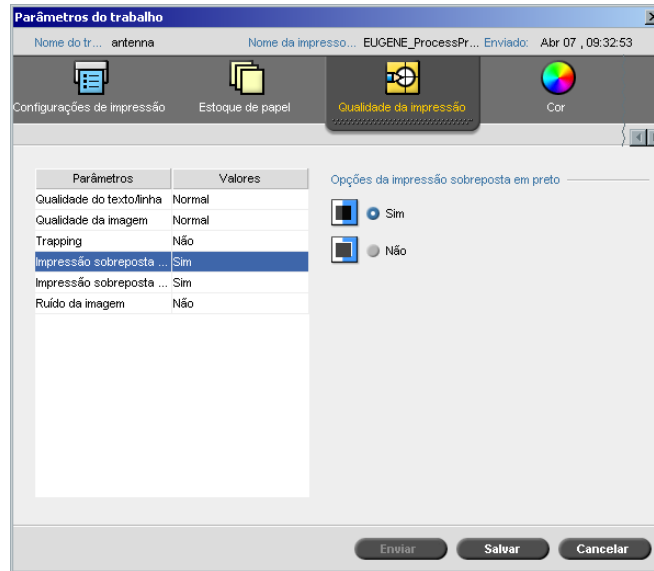 Parâmetros do trabalho
Nome do tr... antenna Nome da impresso... EUGENE_ProcessPr... Enviado: Abr 07 , 09:32:53
Configurações de impressão Estoque de papel Qualidade da impressão Cor
Parâmetros Valores
Qualidade do texto/linha Normal
Qualidade da imagem Normal
Trapping Não
Impressão sobreposta ... Sim
Impressão sobreposta ... Sim
Ruído da imagem Não
Opções da impressão sobreposta em preto
Sim
Não
Enviar Salvar Cancelar